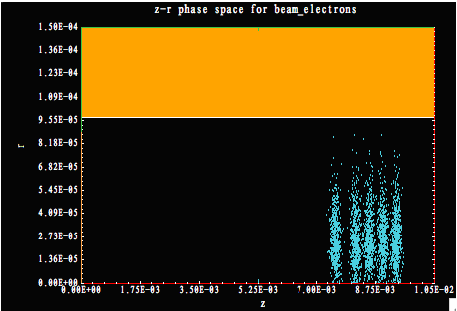 z-r phase space for beam_electrons
1.50E-04
1.36E-04
1.23E-04
1.09E-04
9.55E-05
8.18E-05
6.82E-05
5.45E-05
4.09E-05
2.73E-05
1.36E-05
0.00E+00
r
0.00E+00 1.75E-03 3.50E-03 5.25E-03 7.00E-03 8.75E-03 1.05E-02
z